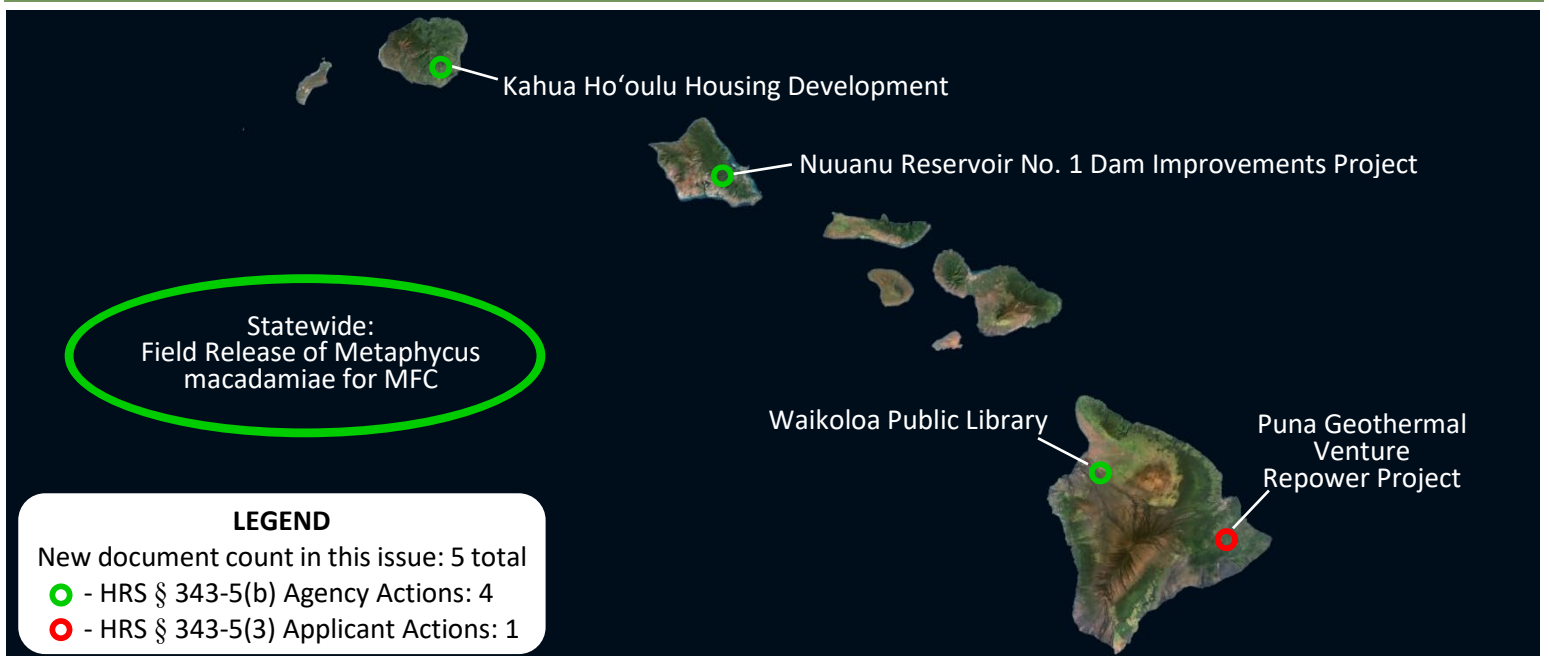 Kahua Hoʻoulu Housing Development
Nuuanu Reservoir No. 1 Dam Improvements Project
Statewide:
Field Release of Metaphycus
macadamiae for MFC
Waikoloa Public Library
Puna Geothermal
Venture
Repower Project
LEGEND
New document count in this issue: 5 total
- HRS § 343-5(b) Agency Actions: 4
- HRS § 343-5(3) Applicant Actions: 1